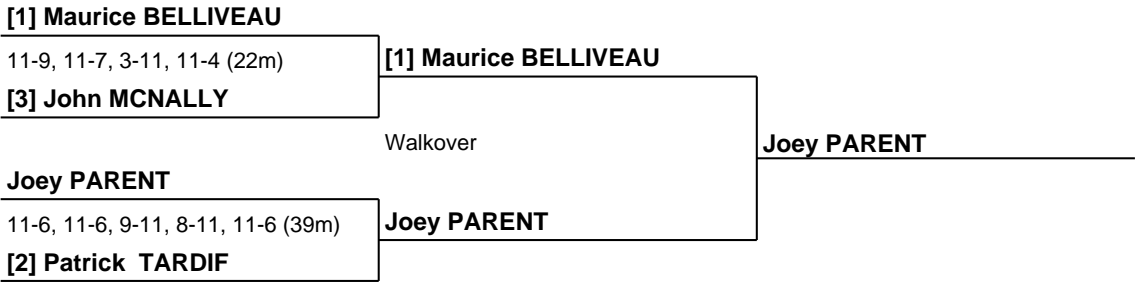 [1] Maurice BELLIVEAU
11-9, 11-7, 3-11, 11-4 (22m)
[1] Maurice BELLIVEAU
[3] John MCNALLY
Walkover
Joey PARENT
Joey PARENT
11-6, 11-6, 9-11, 8-11, 11-6 (39m)
Joey PARENT
[2] Patrick  TARDIF